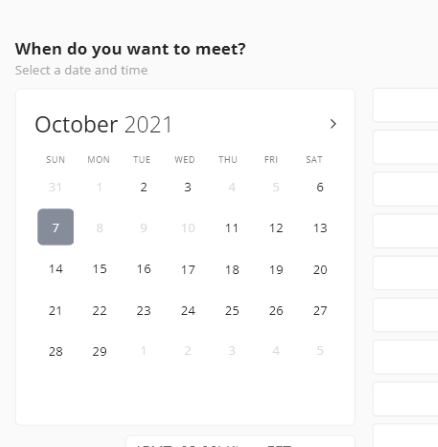 When do you want to meet?
Select a date and time
October 2021
SUN MON TUE WED THU FRI SAT
31 1 2 3 4 5 6
7 8 9 10 11 12 13
14 15 16 17 18 19 20
21 22 23 24 25 26 27
28 29 1 2 3 4 5